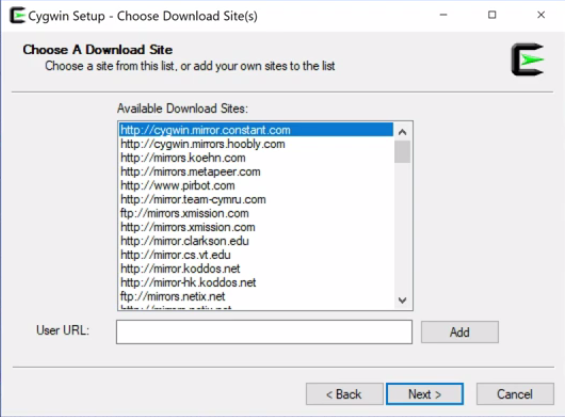 Cygwin Setup - Choose Download Site(s)
Choose A Download Site
Choose a site from this list, or add your own sites to the list
Available Download Sites:
http://cygwin.mirror.constant.com
http://cygwin.mirrors.hoobly.com
http://mirrors.koehn.com
http://mirrors.metapeer.com
http://www.pirbot.com
http://mirror.team-cymru.com
ftp://mirrors.xmission.com
http://mirrors.xmission.com
http://mirror.clarkson.edu
http://mirror.cs.vt.edu
http://mirror.koddos.net
http://mirror-hk.koddos.net
ftp://mirrors.netix.net
User URL:
Add
< Back
Next >
Cancel